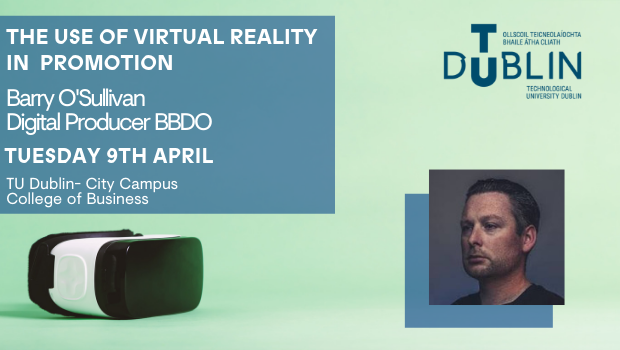 THE USE OF VIRTUAL REALITY
IN PROMOTION
Barry O'Sullivan
Digital Producer BBDO
TUESDAY 9TH APRIL
TU Dublin- City Campus
College of Business
OLLSCOIL TEICNEOLAÍOCHTA
BHAILE ÁTHA CLIATH
TU DUBLIN
TECHNOLOGICAL
UNIVERSITY DUBLIN